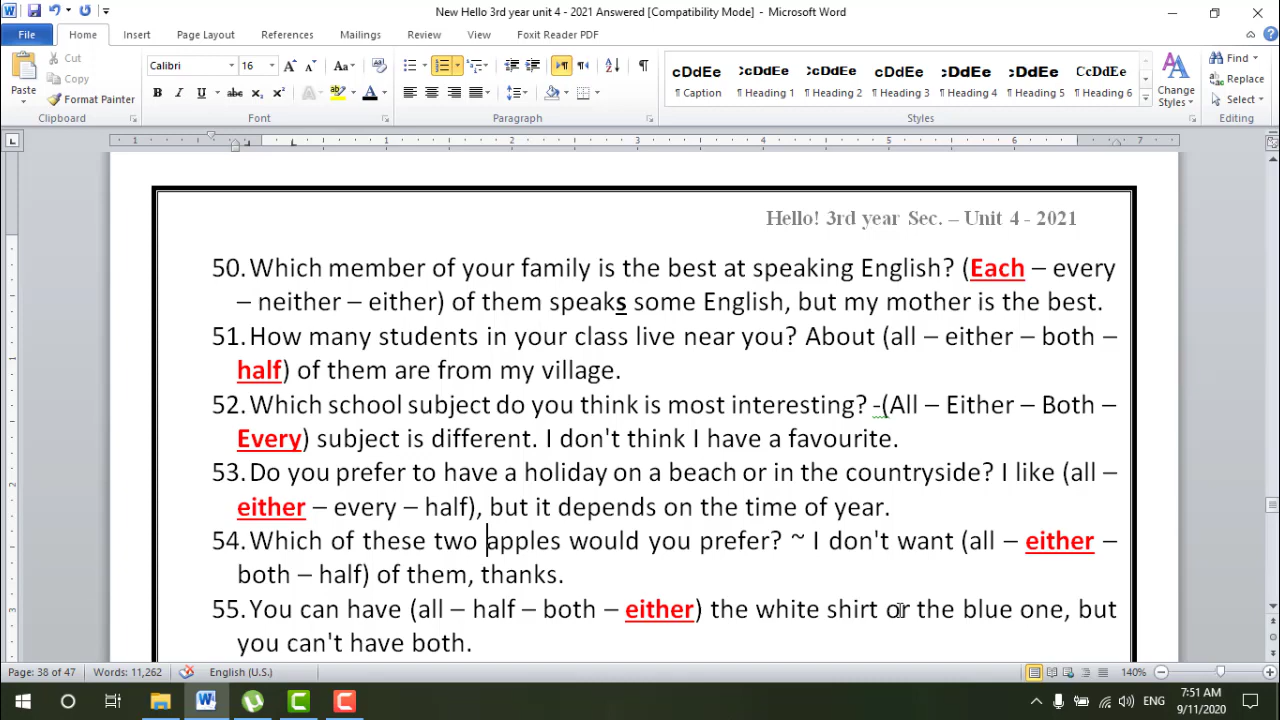 New Hello 3rd year unit 4 - 2021 Answered [Compatibility Mode] - Microsoft Word
File Home Insert Page Layout References Mailings Review View Foxit Reader PDF
Paste Cut Copy Format Painter
Calibri 16
Caption Heading 1 Heading 2 Heading 3 Heading 4 Heading 5 Heading 6
Change Styles
Find Replace Select
Clipboard Font Paragraph Styles Editing
Hello! 3rd year Sec. – Unit 4 - 2021
50. Which member of your family is the best at speaking English? (Each – every
– neither – either) of them speaks some English, but my mother is the best.
51. How many students in your class live near you? About (all – either – both –
half) of them are from my village.
52. Which school subject do you think is most interesting? -(All – Either – Both –
Every) subject is different. I don't think I have a favourite.
53. Do you prefer to have a holiday on a beach or in the countryside? I like (all –
either – every – half), but it depends on the time of year.
54. Which of these two apples would you prefer? ~ I don't want (all – either –
both – half) of them, thanks.
55. You can have (all – half – both – either) the white shirt or the blue one, but
you can't have both.
Page: 38 of 47 Words: 11,262 English (U.S.) 140%
ENG 7:51 AM
9/11/2020